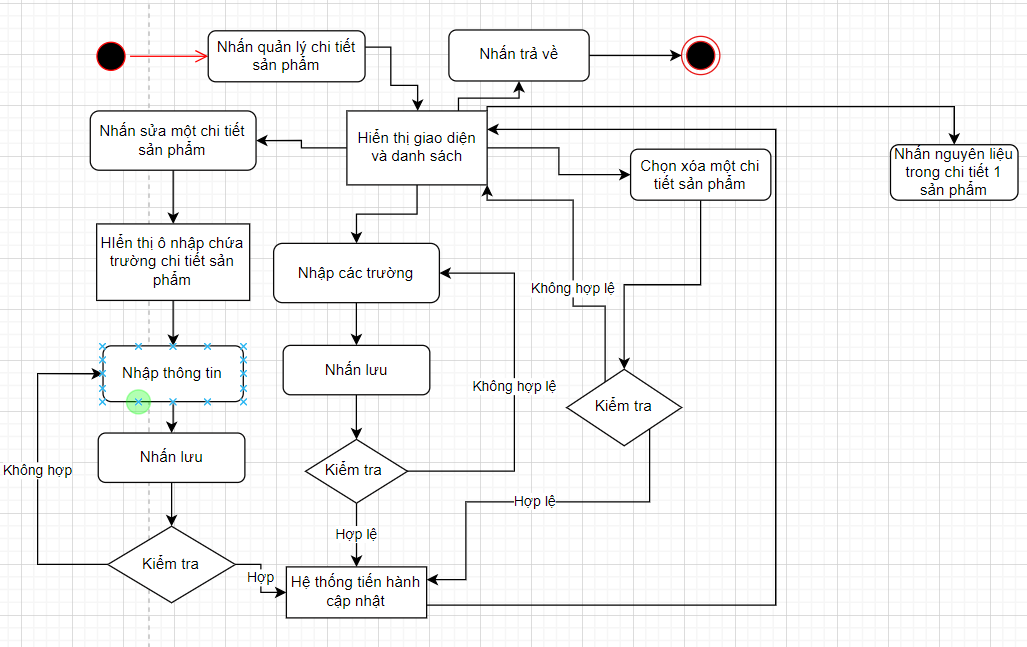 Nhấn quản lý chi tiết
sản phẩm
Nhấn trả về
Nhấn sửa một chi tiết
sản phẩm
Hiển thị giao diện
và danh sách
Chọn xóa một chi
tiết sản phẩm
Nhấn nguyên liệu
trong chi tiết 1
sản phẩm
HIển thị ô nhập chứa
trường chi tiết sản
phẩm
Nhập các trường
Không hợp lệ
Nhập thông tin
Nhấn lưu
Không hợp lệ
Kiểm tra
Nhấn lưu
Không hợp
Kiểm tra
Hợp lệ
Hợp lệ
Kiểm tra
Hợp
Hệ thống tiến hành
cập nhật